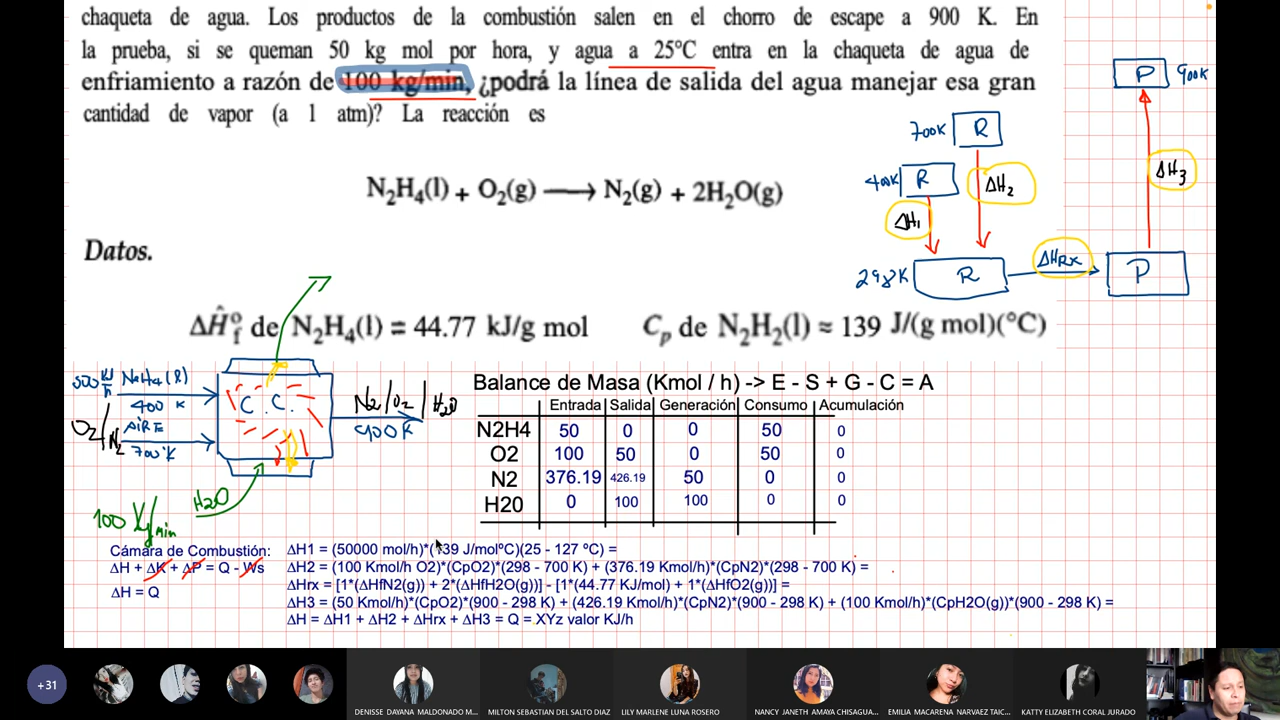 chaqueta de agua. Los productos de la combustión salen en el chorro de escape a 900 K. En
la prueba, si se queman 50 kg mol por hora, y agua a 25°C entra en la chaqueta de agua de
enfriamiento a razón de 100 kg/min, ¿podrá la línea de salida del agua manejar esa gran
cantidad de vapor (a 1 atm)? La reacción es
P 900K
700K R
400K R
ΔH1
ΔH2
ΔH3
N2H4(l) + O2(g) ⟶ N2(g) + 2H2O(g)
298K R ΔHRx P
Datos.
ΔĤ°f de N2H4(l) = 44.77 kJ/g mol Cp de N2H2(l) ≈ 139 J/(g mol)(°C)
N2H4 (l)
400 K
O2/N2 AIRE
700K
C.C.
N2/O2/H2O
900K
H2O
100 Kg/min
Balance de Masa (Kmol / h) -> E - S + G - C = A
Entrada Salida Generación Consumo Acumulación
N2H4 50 0 0 50 0
O2 100 50 0 50 0
N2 376.19 426.19 50 0 0
H20 0 100 100 0 0
Cámara de Combustión:
ΔH + ΔK + ΔP = Q - Ws
ΔH = Q
ΔH1 = (50000 mol/h)*(139 J/molºC)(25 - 127 ºC) =
ΔH2 = (100 Kmol/h O2)*(CpO2)*(298 - 700 K) + (376.19 Kmol/h)*(CpN2)*(298 - 700 K) =
ΔHrx = [1*(ΔHfN2(g)) + 2*(ΔHfH2O(g))] - [1*(44.77 KJ/mol) + 1*(ΔHfO2(g))] =
ΔH3 = (50 Kmol/h)*(CpO2)*(900 - 298 K) + (426.19 Kmol/h)*(CpN2)*(900 - 298 K) + (100 Kmol/h)*(CpH2O(g))*(900 - 298 K) =
ΔH = ΔH1 + ΔH2 + ΔHrx + ΔH3 = Q = XYz valor KJ/h
+31
DENISSE DAYANA MALDONADO M...
MILTON SEBASTIAN DEL SALTO DIAZ
LILY MARLENE LUNA ROSERO
NANCY JANETH AMAYA CHISAGUA...
EMILIA MACARENA NARVAEZ TAIC...
KATTY ELIZABETH CORAL JURADO